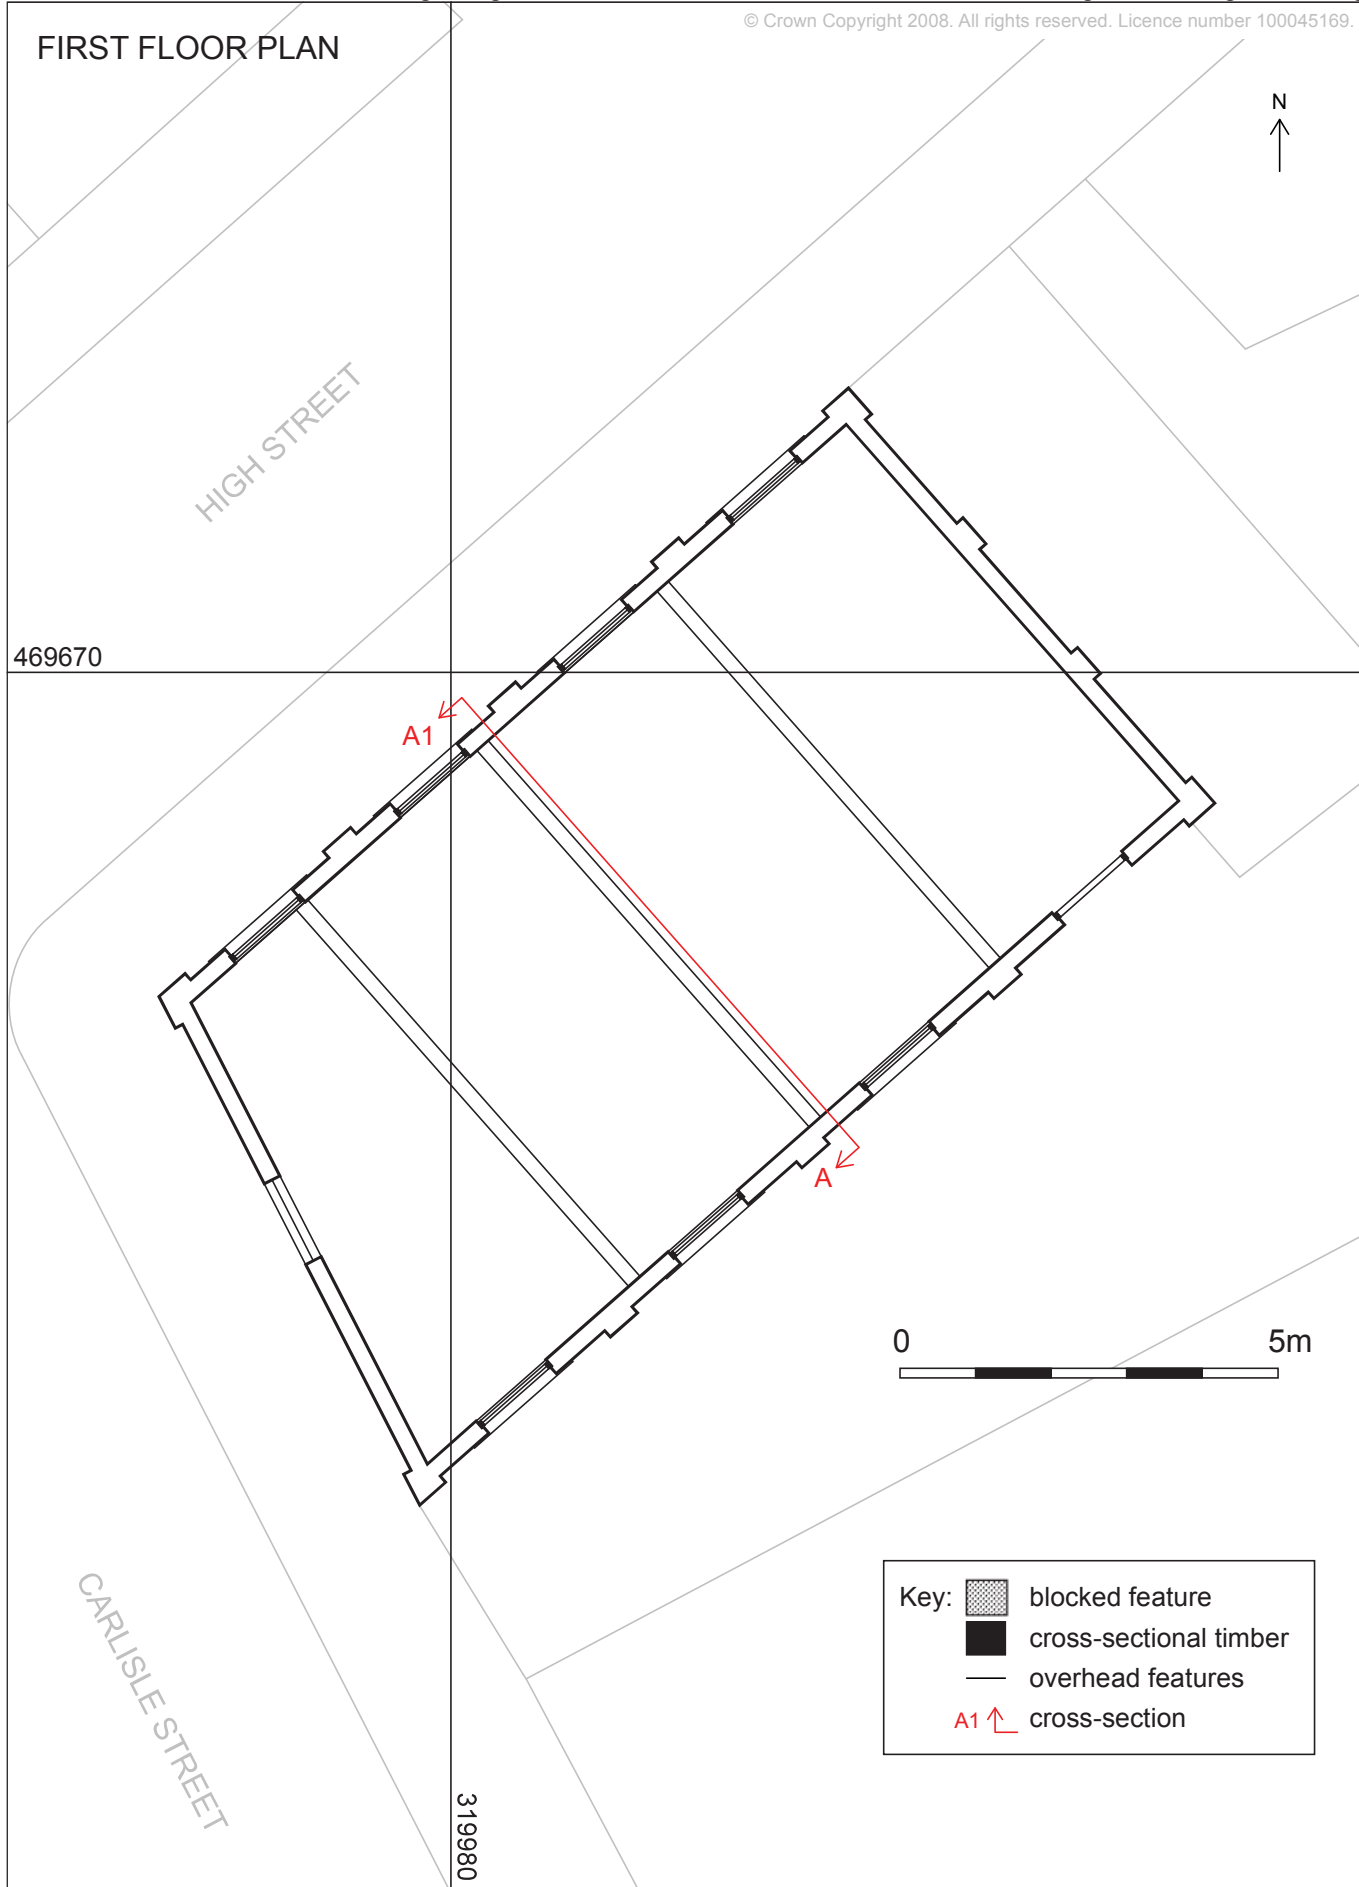 © Crown Copyright 2008. All rights reserved. Licence number 100045169.
FIRST FLOOR PLAN
N
HIGH STREET
469670
A1
A
0 5m
Key: blocked feature
cross-sectional timber
overhead features
A1 cross-section
CARLISLE STREET
319980